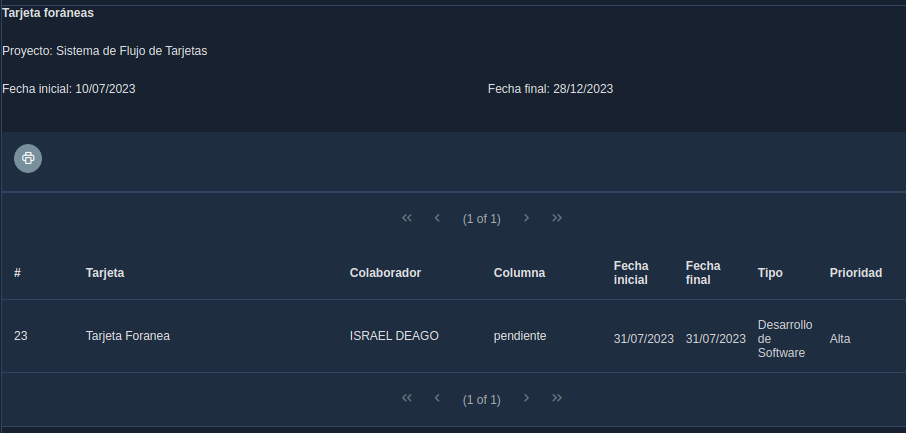 Tarjeta foráneas
Proyecto: Sistema de Flujo de Tarjetas
Fecha inicial: 10/07/2023 Fecha final: 28/12/2023
(1 of 1)
# Tarjeta Colaborador Columna Fecha inicial Fecha final Tipo Prioridad
23 Tarjeta Foranea ISRAEL DEAGO pendiente 31/07/2023 31/07/2023 Desarrollo de Software Alta
(1 of 1)